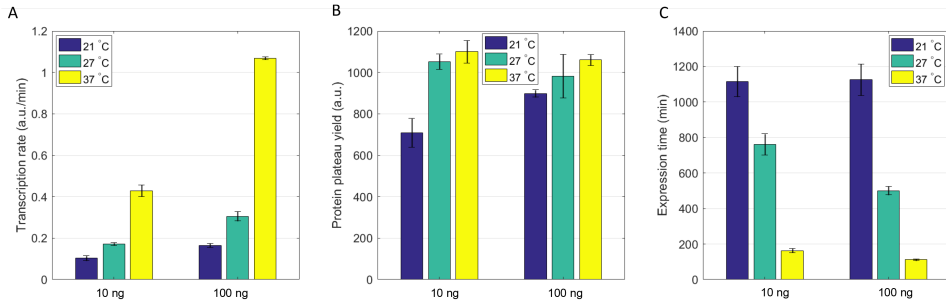 A
Transcription rate (a.u./min)
1.2
1
0.8
0.6
0.4
0.2
0
21 °C
27 °C
37 °C
10 ng
100 ng
B
Protein plateau yield (a.u.)
1200
1000
800
600
400
200
0
21 °C
27 °C
37 °C
10 ng
100 ng
C
Expression time (min)
1400
1200
1000
800
600
400
200
0
21 °C
27 °C
37 °C
10 ng
100 ng